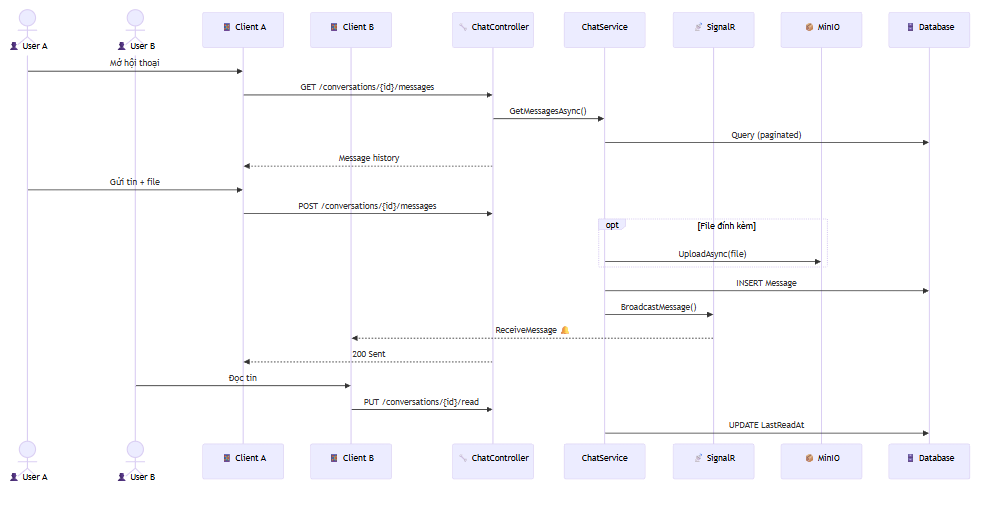 User A
User B
Client A
Client B
ChatController
ChatService
SignalR
MinIO
Database
Mở hội thoại
GET /conversations/{id}/messages
GetMessagesAsync()
Query (paginated)
Message history
Gửi tin + file
POST /conversations/{id}/messages
opt
[File đính kèm]
UploadAsync(file)
INSERT Message
BroadcastMessage()
ReceiveMessage 🔔
200 Sent
Đọc tin
PUT /conversations/{id}/read
UPDATE LastReadAt
User A
User B
Client A
Client B
ChatController
ChatService
SignalR
MinIO
Database